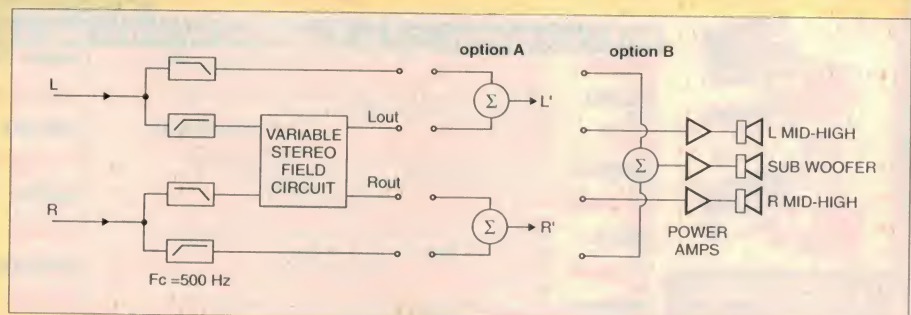 option A
option B
L
R
VARIABLE
STEREO
FIELD
CIRCUIT
Lout
Rout
Σ
L'
Σ
R'
Σ
L MID-HIGH
SUB WOOFER
R MID-HIGH
POWER
AMPS
Fc =500 Hz